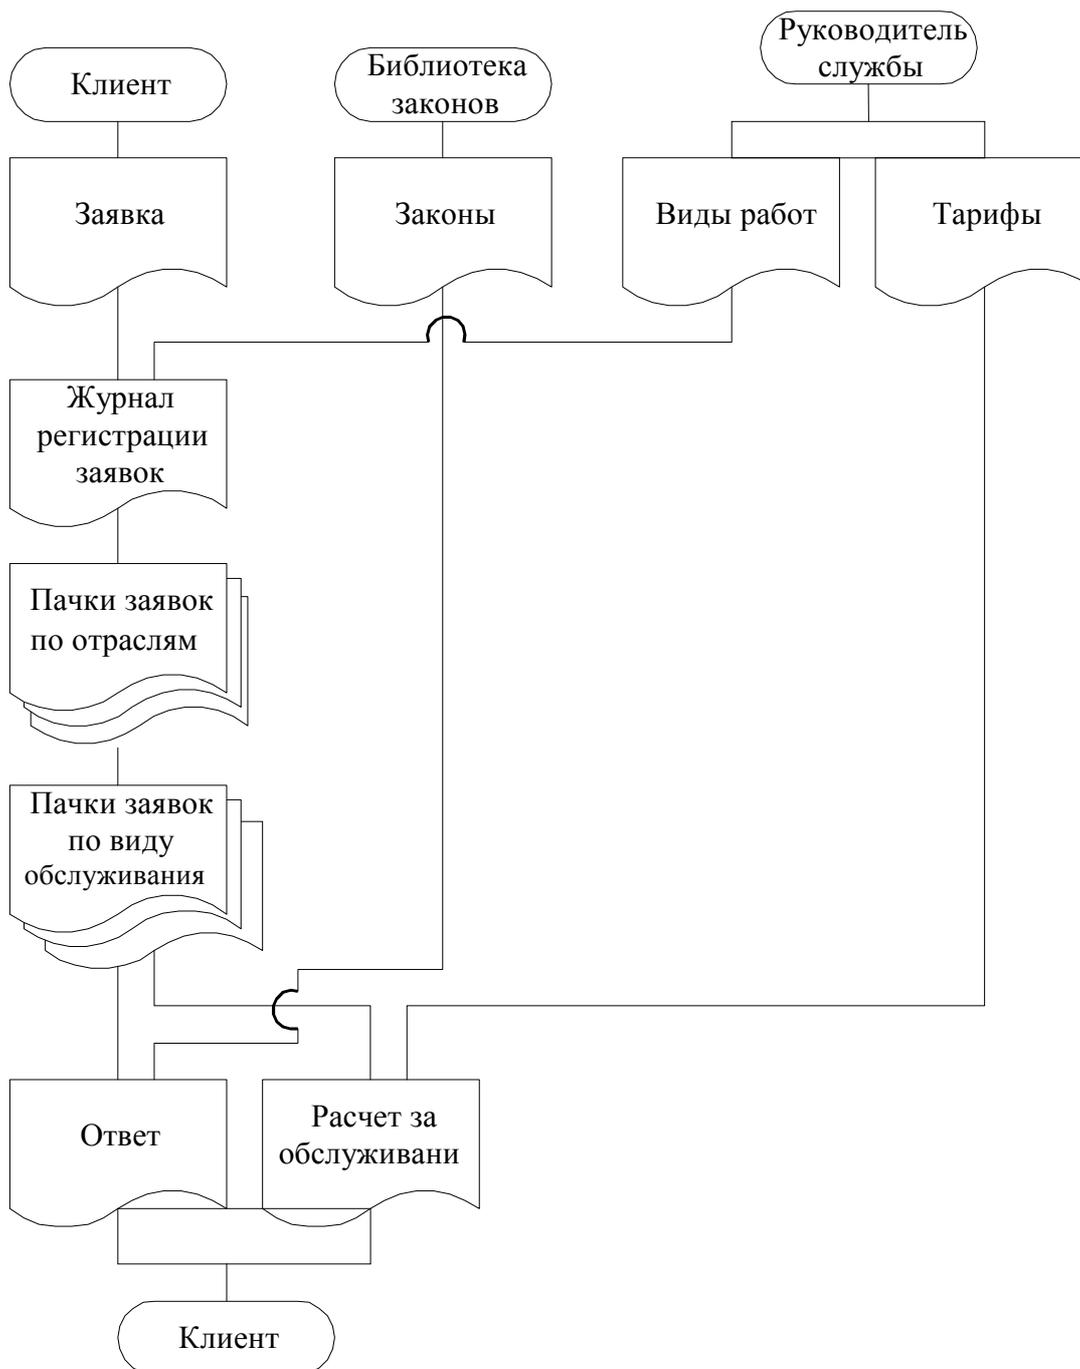 Клиент
Библиотека
законов
Руководитель
службы
Заявка
Законы
Виды работ
Тарифы
Журнал
регистрации
заявок
Пачки заявок
по отраслям
Пачки заявок
по виду
обслуживания
Ответ
Расчет за
обслуживани
Клиент